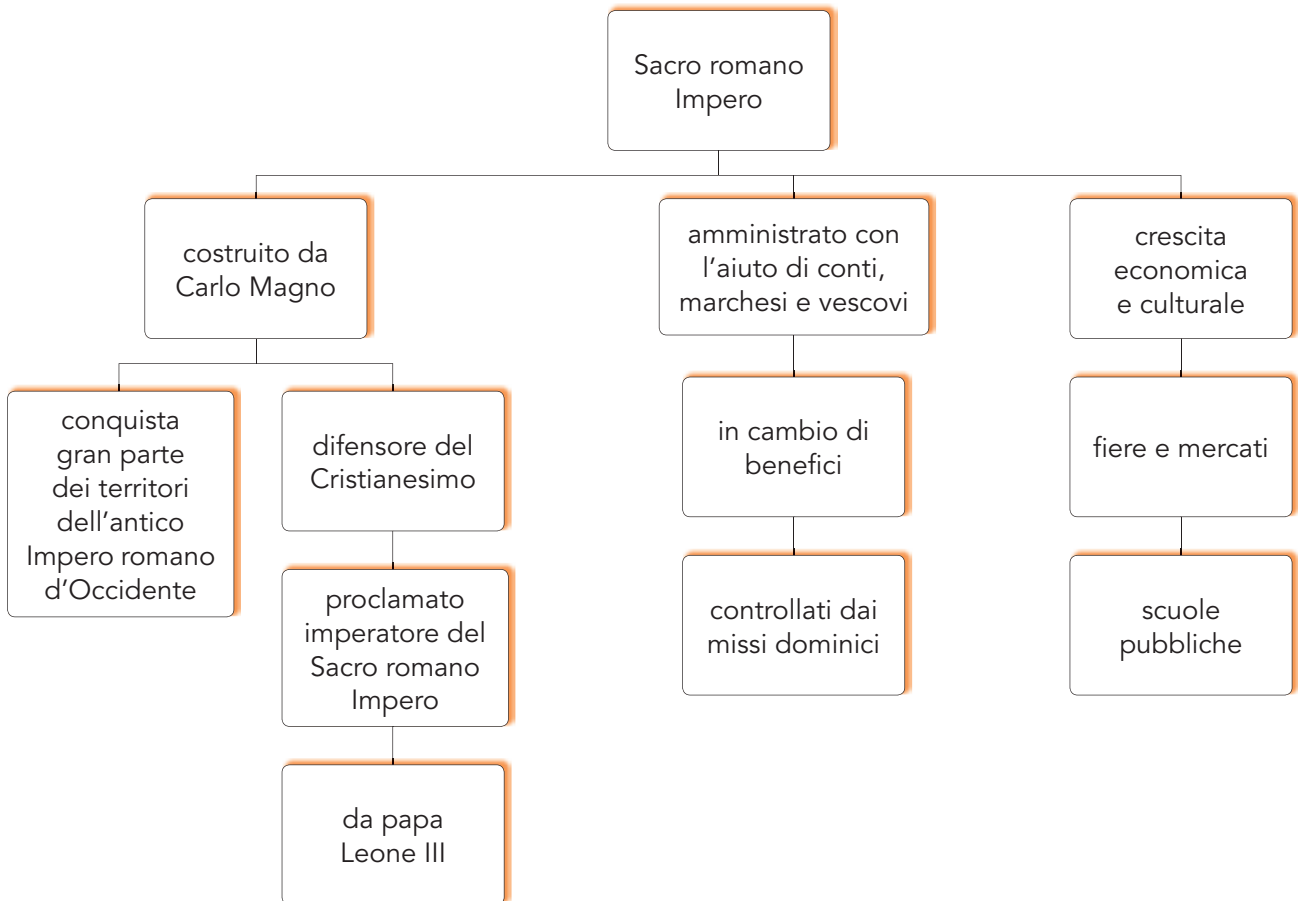 Sacro romano
Impero
costruito da
Carlo Magno
amministrato con
l’aiuto di conti,
marchesi e vescovi
crescita
economica
e culturale
conquista
gran parte
dei territori
dell’antico
Impero romano
d’Occidente
difensore del
Cristianesimo
in cambio di
benefici
fiere e mercati
proclamato
imperatore del
Sacro romano
Impero
controllati dai
missi dominici
scuole
pubbliche
da papa
Leone III